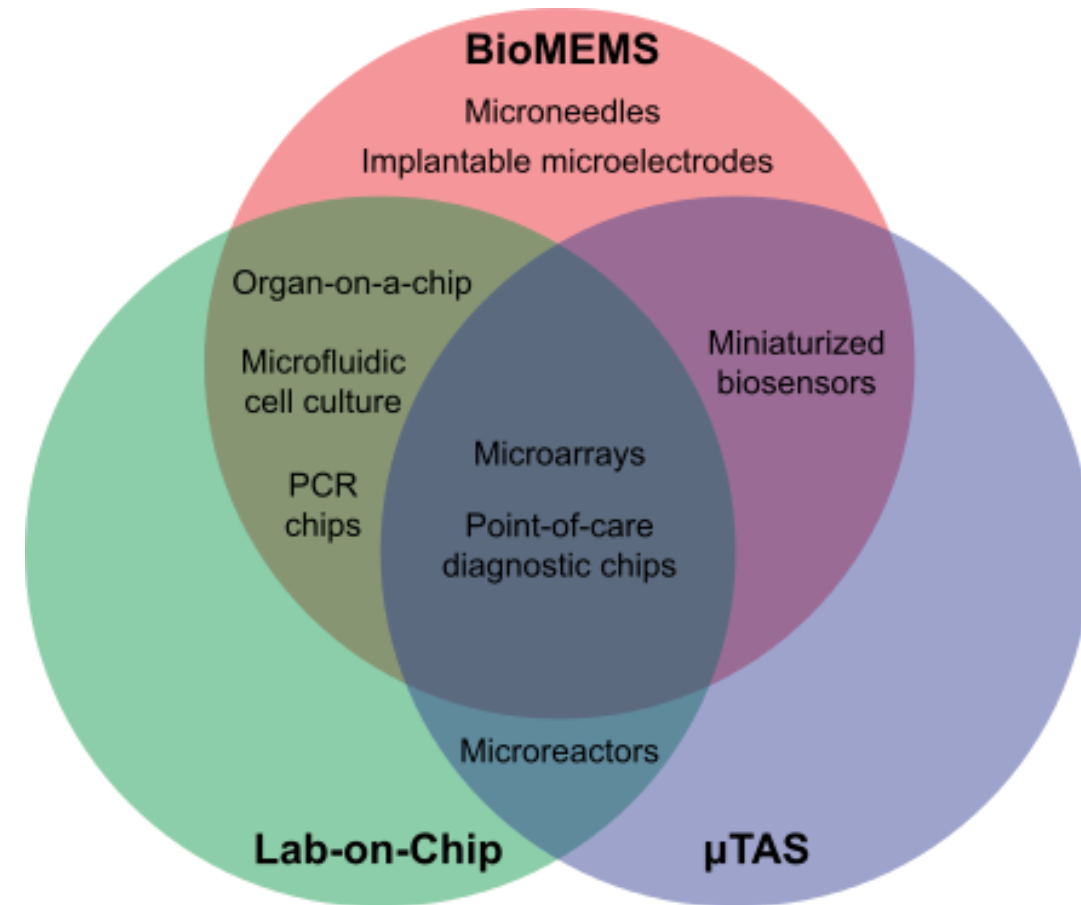 BioMEMS
Microneedles
Implantable microelectrodes
Organ-on-a-chip
Microfluidic
cell culture
PCR
chips
Miniaturized
biosensors
Microarrays
Point-of-care
diagnostic chips
Microreactors
Lab-on-Chip
µTAS